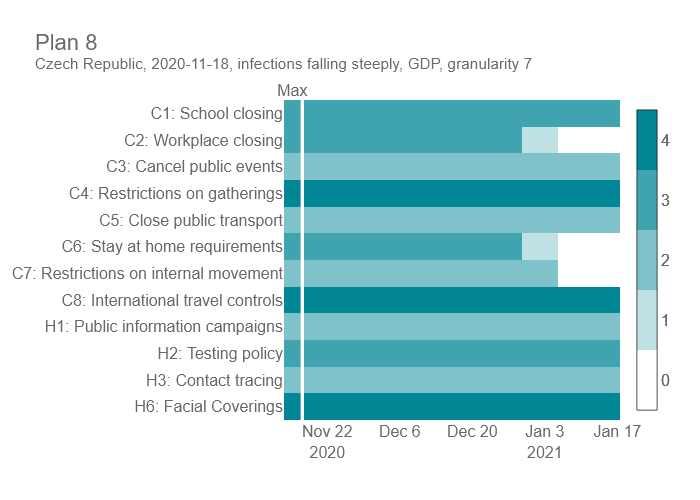 Plan 8
Czech Republic, 2020-11-18, infections falling steeply, GDP, granularity 7
Max
C1: School closing
C2: Workplace closing
C3: Cancel public events
C4: Restrictions on gatherings
C5: Close public transport
C6: Stay at home requirements
C7: Restrictions on internal movement
C8: International travel controls
H1: Public information campaigns
H2: Testing policy
H3: Contact tracing
H6: Facial Coverings
4
3
2
1
0
Nov 22 Dec 6 Dec 20 Jan 3 Jan 17
2020 2021